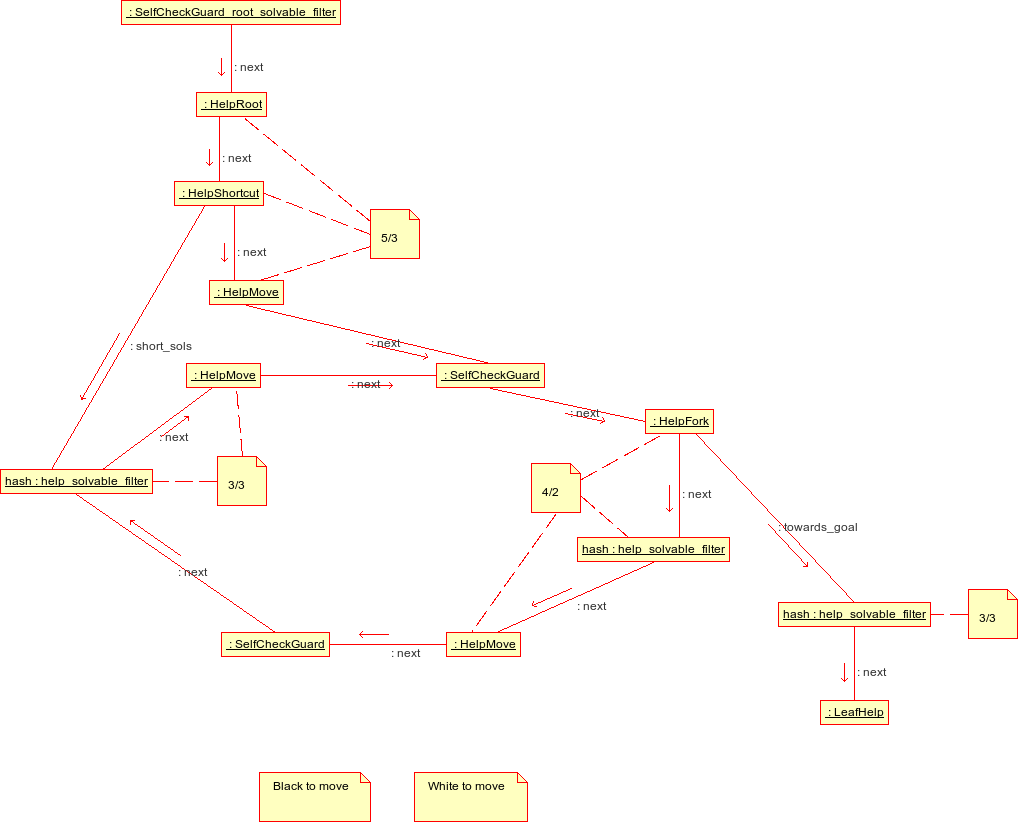 : SelfCheckGuard_root_solvable_filter
: next
: HelpRoot
: next
: HelpShortcut
5/3
: next
: HelpMove
: next
: short_sols
: HelpMove
: next
: SelfCheckGuard
: next
: HelpFork
: next
hash : help_solvable_filter
3/3
4/2
: next
: towards_goal
hash : help_solvable_filter
: next
: next
hash : help_solvable_filter
3/3
: SelfCheckGuard
: next
: HelpMove
: next
: LeafHelp
Black to move
White to move